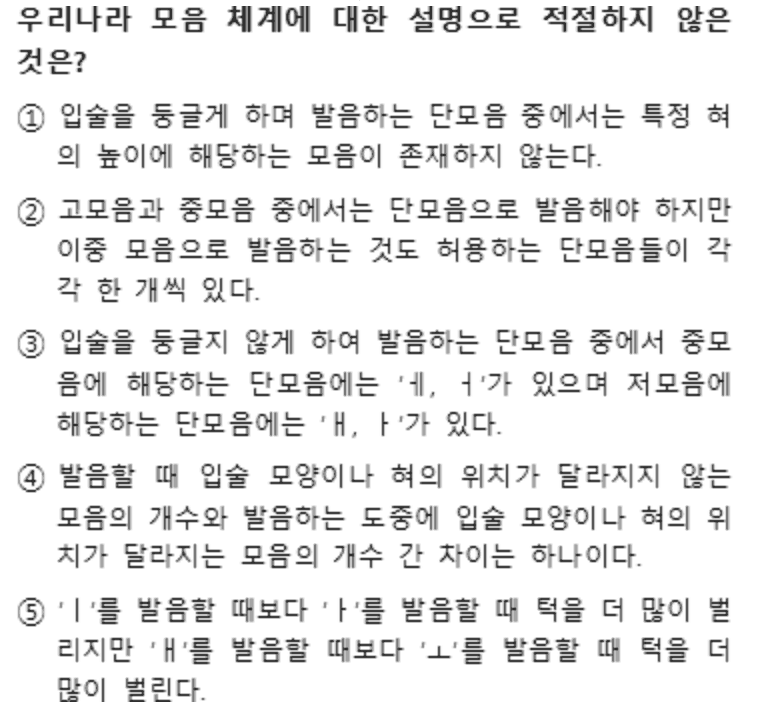 우리나라 모음 체계에 대한 설명으로 적절하지 않은
것은?
① 입술을 둥글게 하며 발음하는 단모음 중에서는 특정 혀
의 높이에 해당하는 모음이 존재하지 않는다.
② 고모음과 중모음 중에서는 단모음으로 발음해야 하지만
이중 모음으로 발음하는 것도 허용하는 단모음들이 각
각 한 개씩 있다.
③ 입술을 둥글지 않게 하여 발음하는 단모음 중에서 중모
음에 해당하는 단모음에는 'ㅔ, ㅓ'가 있으며 저모음에
해당하는 단모음에는 'ㅐ, ㅏ'가 있다.
④ 발음할 때 입술 모양이나 혀의 위치가 달라지지 않는
모음의 개수와 발음하는 도중에 입술 모양이나 혀의 위
치가 달라지는 모음의 개수 간 차이는 하나이다.
⑤ 'ㅣ'를 발음할 때보다 'ㅏ'를 발음할 때 턱을 더 많이 벌
리지만 'ㅐ'를 발음할 때보다 'ㅗ'를 발음할 때 턱을 더
많이 벌린다.